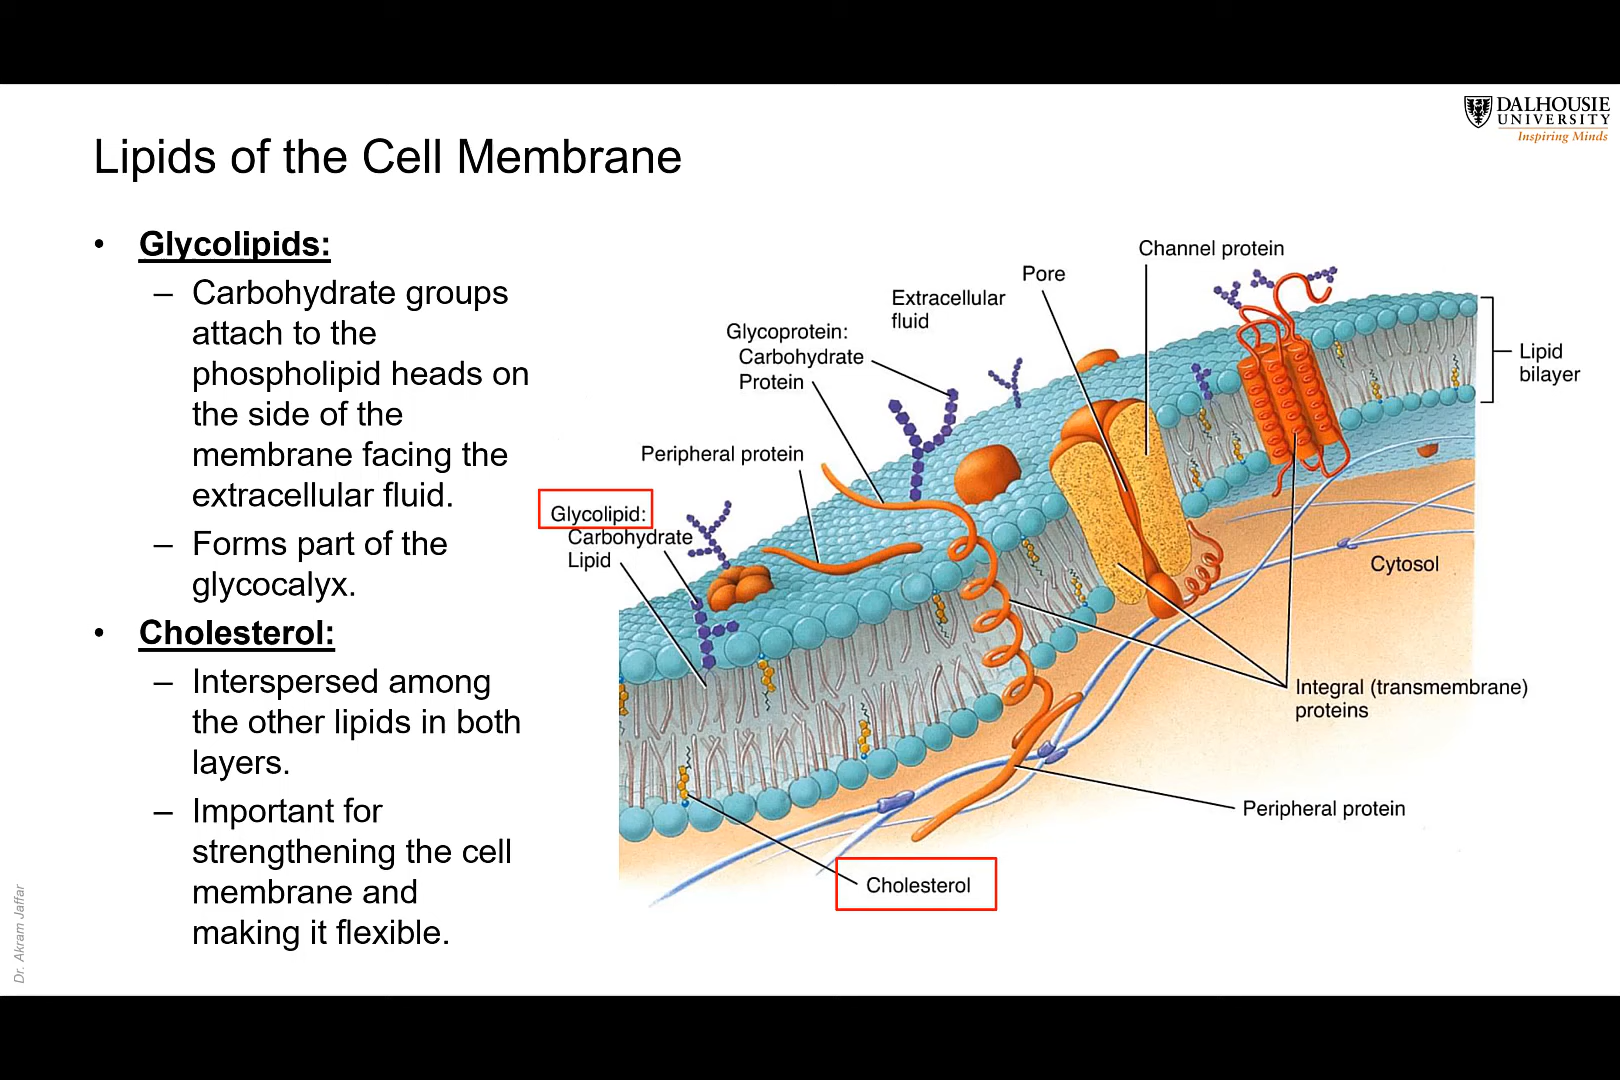 DALHOUSIE
UNIVERSITY
Inspiring Minds
Lipids of the Cell Membrane
• Glycolipids:
– Carbohydrate groups
attach to the
phospholipid heads on
the side of the
membrane facing the
extracellular fluid.
– Forms part of the
glycocalyx.
• Cholesterol:
– Interspersed among
the other lipids in both
layers.
– Important for
strengthening the cell
membrane and
making it flexible.
Channel protein
Pore
Extracellular
fluid
Glycoprotein:
Carbohydrate
Protein
Lipid
bilayer
Peripheral protein
Glycolipid:
Carbohydrate
Lipid
Cytosol
Integral (transmembrane)
proteins
Peripheral protein
Cholesterol
Dr. Akram Jaffar